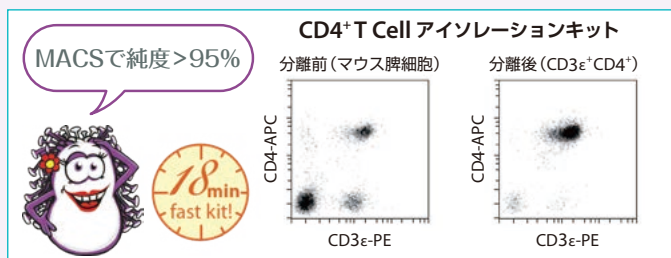 CD4⁺ T Cell アイソレーションキット
MACSで純度>95%
分離前（マウス脾細胞）
分離後（CD3ε⁺CD4⁺）
CD4-APC
CD4-APC
18min
fast kit!
CD3ε-PE
CD3ε-PE